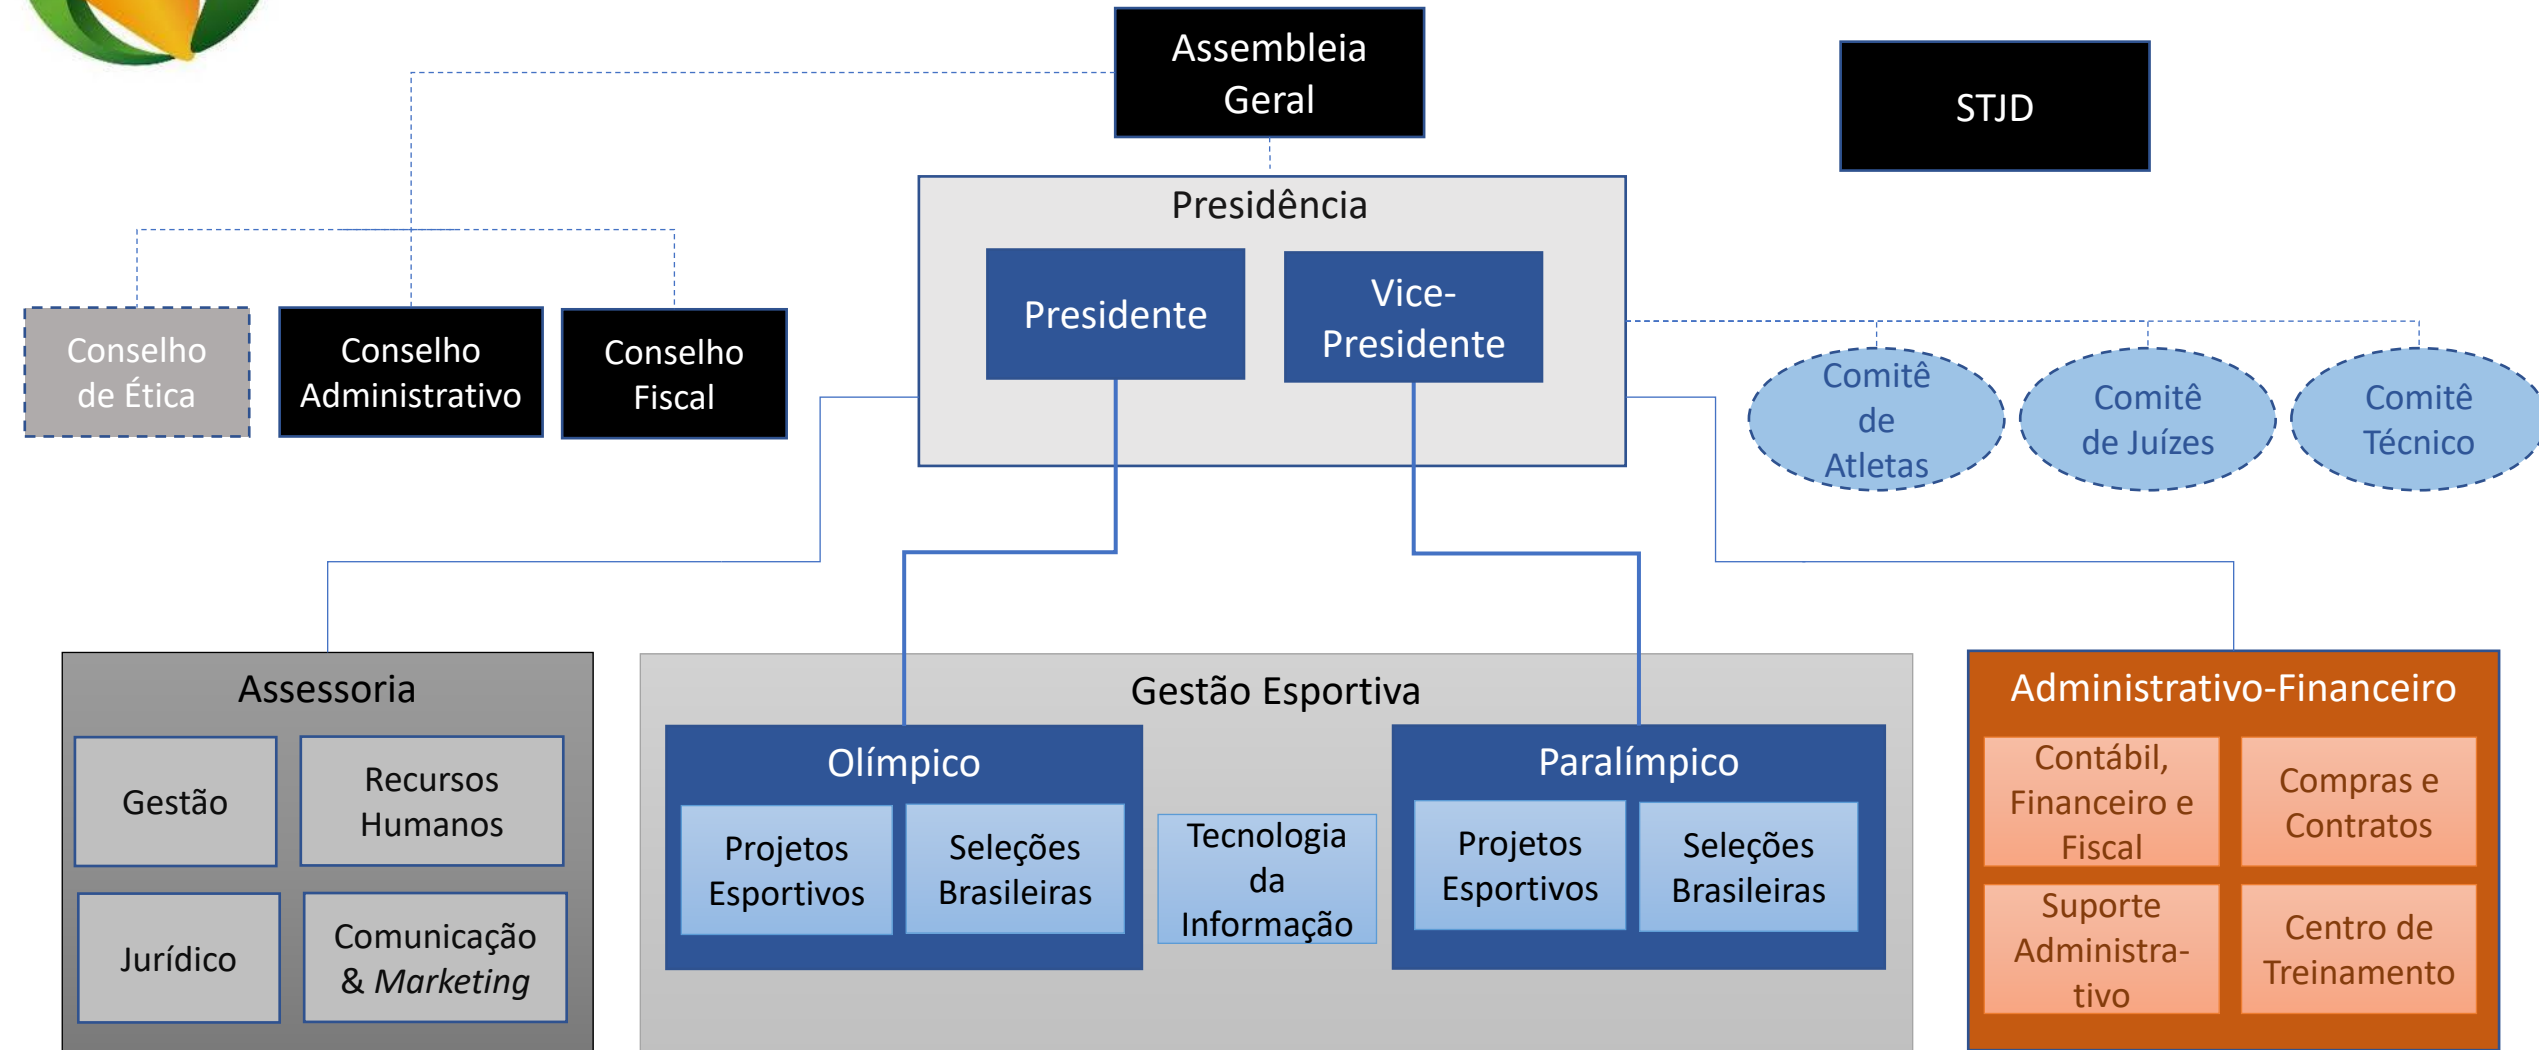 Assembleia
Geral
STJD
Presidência
Presidente
Vice-
Presidente
Conselho
de Ética
Conselho
Administrativo
Conselho
Fiscal
Comitê
de
Atletas
Comitê
de Juízes
Comitê
Técnico
Assessoria
Gestão
Recursos
Humanos
Jurídico
Comunicação
& Marketing
Gestão Esportiva
Olímpico
Projetos
Esportivos
Seleções
Brasileiras
Tecnologia
da
Informação
Paralímpico
Projetos
Esportivos
Seleções
Brasileiras
Administrativo-Financeiro
Contábil,
Financeiro e
Fiscal
Compras e
Contratos
Suporte
Administra-
tivo
Centro de
Treinamento